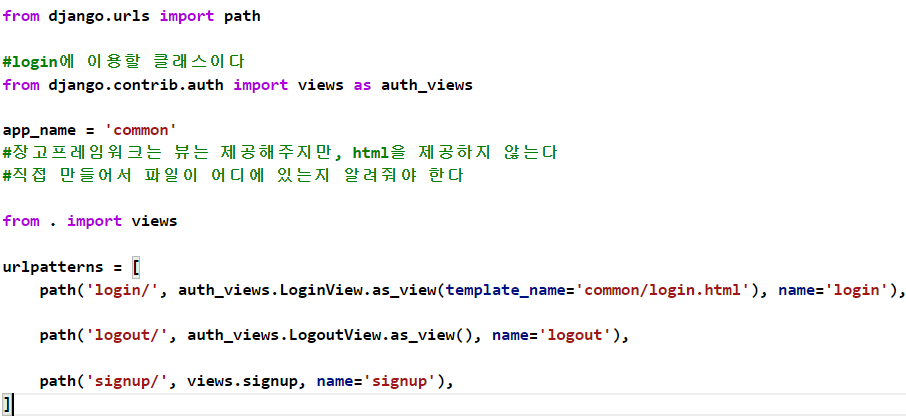 from django.urls import path
#login에 이용할 클래스이다
from django.contrib.auth import views as auth_views
app_name = 'common'
#장고프레임워크는 뷰는 제공해주지만, html을 제공하지 않는다
#직접 만들어서 파일이 어디에 있는지 알려줘야 한다
from . import views
urlpatterns = [
    path('login/', auth_views.LoginView.as_view(template_name='common/login.html'), name='login'),
    path('logout/', auth_views.LogoutView.as_view(), name='logout'),
    path('signup/', views.signup, name='signup'),
]